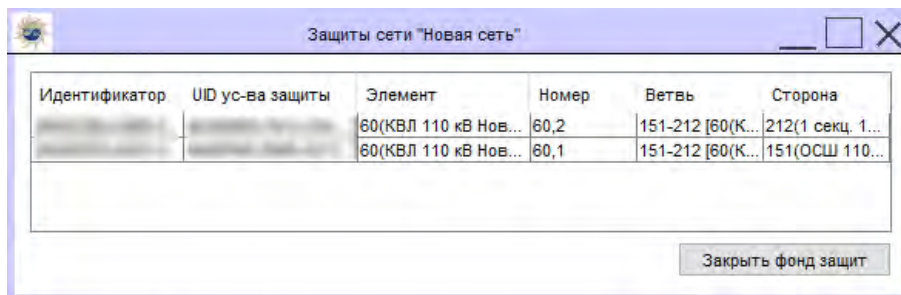 Защиты сети "Новая сеть"
Идентификатор UID ус-ва защиты Элемент Номер Ветвь Сторона
60(КВЛ 110 кВ Нов... 60,2 151-212 [60(К... 212(1 секц. 1...
60(КВЛ 110 кВ Нов... 60,1 151-212 [60(К... 151(ОСШ 110...
Закрыть фонд защит